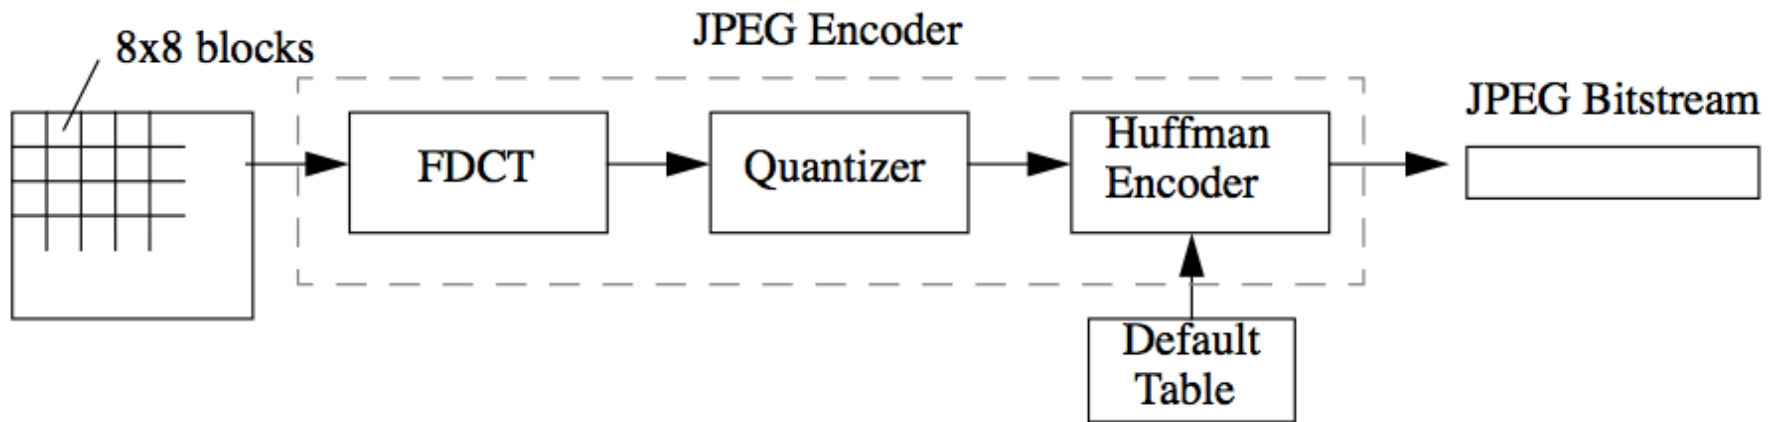 JPEG Encoder
8x8 blocks
JPEG Bitstream
FDCT
Quantizer
Huffman
Encoder
Default
Table